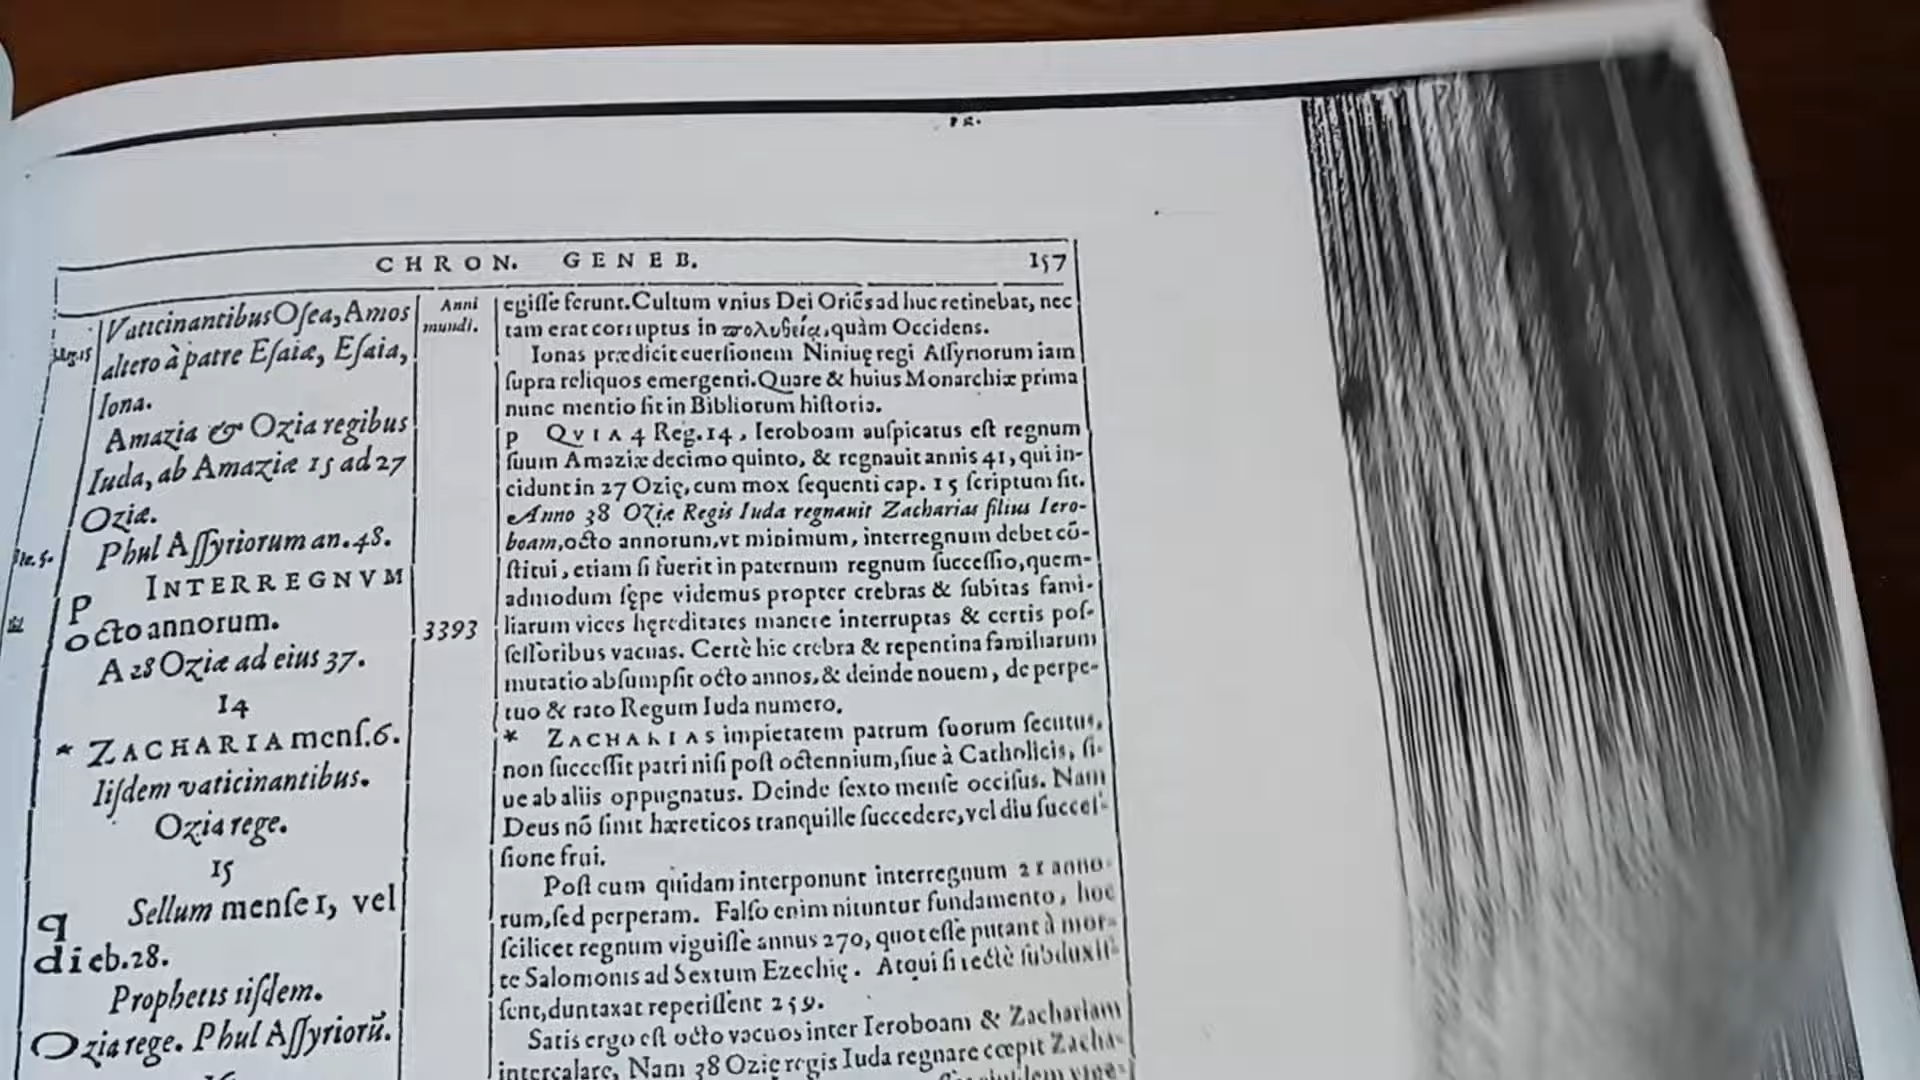 CHRON. GENEB. 157
Vaticinantibus Oſea, Amos
altero à patre Eſaiæ, Eſaia,
Iona.
Amazia & Ozia regibus
Iuda, ab Amaziæ 15 ad 27
Oziæ.
Phul Aſſyriorum an. 48.
p INTERREGNVM
octo annorum.
A 28 Oziæ ad eius 37.
14
* ZACHARIA menſ. 6.
Iiſdem vaticinantibus.
Ozia rege.
15
q Sellum menſe 1, vel
dieb. 28.
Prophetis iiſdem.
Ozia rege. Phul Aſſyriorũ.
Anni
mundi.
3393
egiſſe ferunt. Cultum vnius Dei Oriẽs ad huc retinebat, nec
tam erat corruptus in πολυθεΐα, quàm Occidens.
Ionas prædicit euerſionem Niniuę regi Aſſyriorum iam
ſupra reliquos emergenti. Quare & huius Monarchiæ prima
nunc mentio fit in Bibliorum hiſtoria.
p QVIA 4 Reg. 14, Ieroboam auſpicatus eſt regnum
ſuum Amaziæ decimo quinto, & regnauit annis 41, qui in-
cidunt in 27 Ozię, cum mox ſequenti cap. 15 ſcriptum ſit.
Anno 38 Oziæ Regis Iuda regnauit Zacharias filius Iero-
boam, octo annorum, vt minimum, interregnum debet cõ-
ſtitui, etiam ſi fuerit in paternum regnum ſucceſſio, quem-
admodum ſępe videmus propter crebras & ſubitas fami-
liarum vices hęreditates manere interruptas & certis poſ-
ſeſſoribus vacuas. Certè hic crebra & repentina familiarum
mutatio abſumpſit octo annos, & deinde nouem, de perpe-
tuo & rato Regum Iuda numero.
* ZACHARIAS impietatem patrum ſuorum ſecutus,
non ſucceſſit patri niſi poſt octennium, ſiue à Catholicis, ſi-
ue ab aliis oppugnatus. Deinde ſexto menſe occiſus. Nam
Deus nõ ſinit hæreticos tranquille ſuccedere, vel diu ſucceſ-
ſione frui.
Poſt eum quidam interponunt interregnum 21 anno-
rum, ſed perperam. Falſo enim nituntur fundamento, hoc
ſcilicet regnum viguiſſe annus 270, quot eſſe putant à mor-
te Salomonis ad Sextum Ezechię. Atqui ſi rectè ſubduxiſ-
ſent, duntaxat reperiſſent 259.
Satis ergo eſt octo vacuos inter Ieroboam & Zachariam
intercalare, Nam 38 Ozię regis Iuda regnare cœpit Zacha-